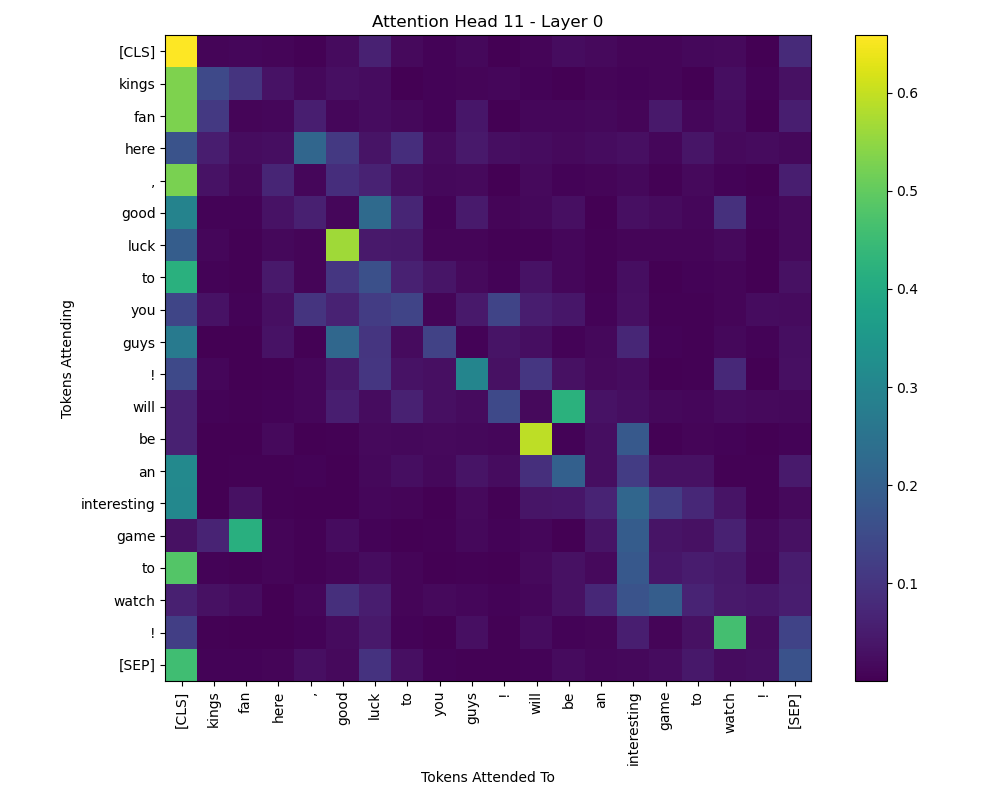 Attention Head 11 - Layer 0
Tokens Attending
[CLS]
kings
fan
here
,
good
luck
to
you
guys
!
will
be
an
interesting
game
to
watch
!
[SEP]
[CLS]
kings
fan
here
,
good
luck
to
you
guys
!
will
be
an
interesting
game
to
watch
!
[SEP]
Tokens Attended To
0.6
0.5
0.4
0.3
0.2
0.1